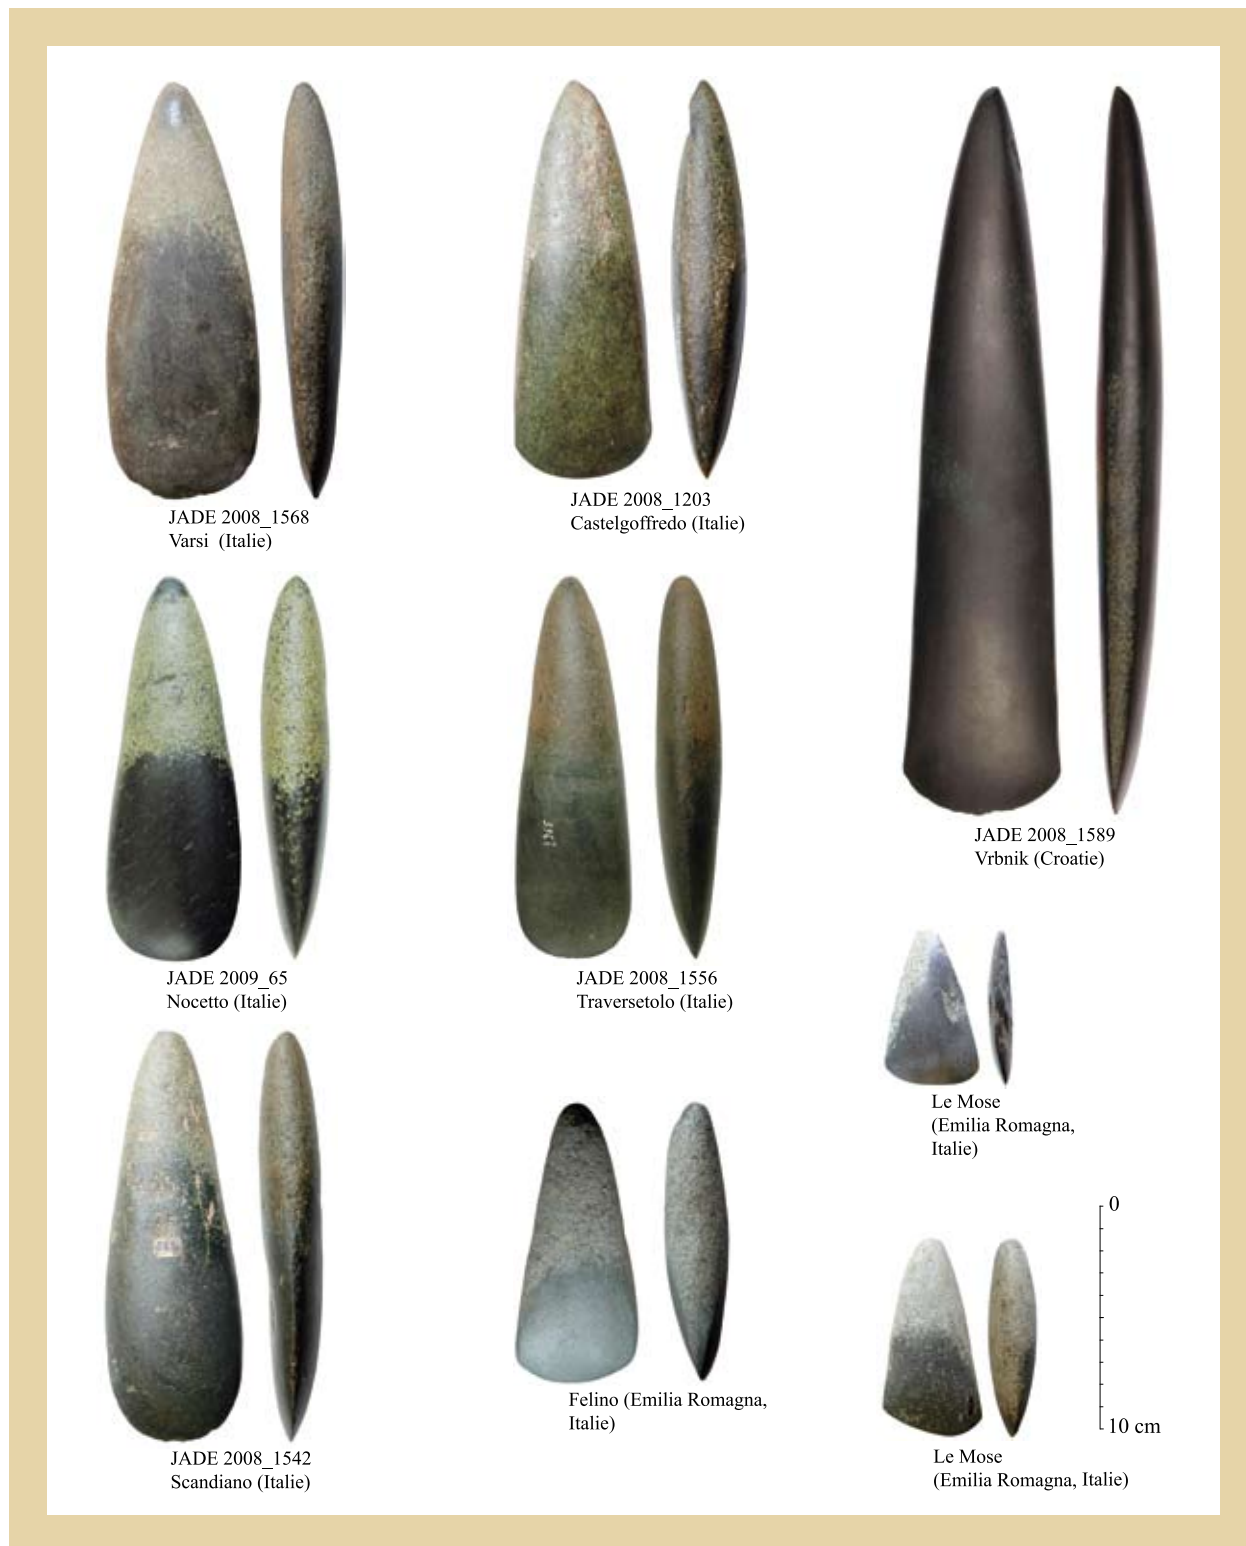 JADE 2008_1568
Varsi (Italie)
JADE 2008_1203
Castelgoffredo (Italie)
JADE 2008_1589
Vrbnik (Croatie)
JADE 2009_65
Nocetto (Italie)
JADE 2008_1556
Traversetolo (Italie)
Le Mose
(Emilia Romagna,
Italie)
JADE 2008_1542
Scandiano (Italie)
Felino (Emilia Romagna,
Italie)
0
10 cm
Le Mose
(Emilia Romagna, Italie)